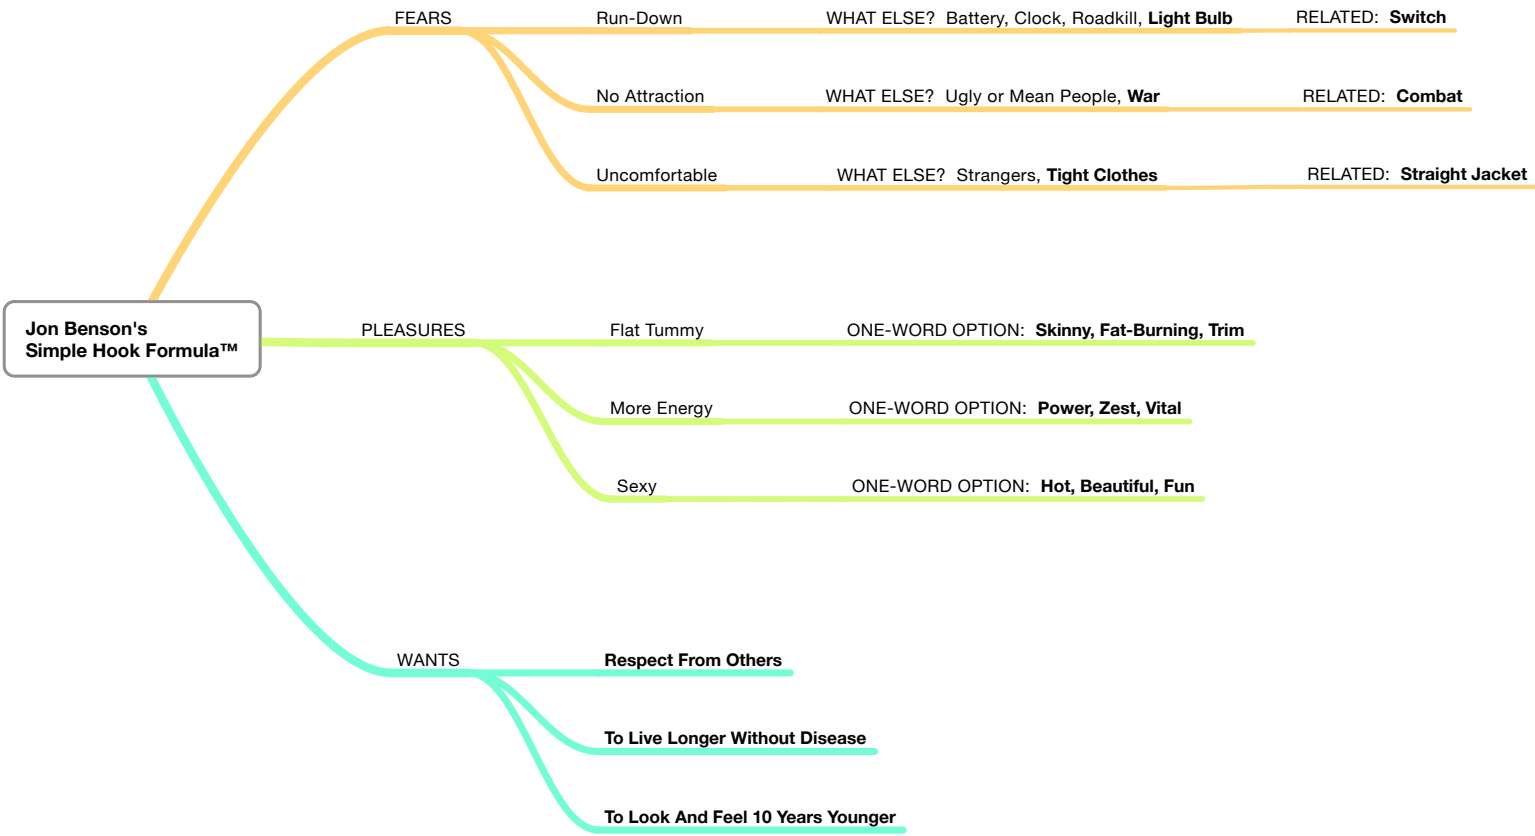 FEARS
Run-Down
WHAT ELSE? Battery, Clock, Roadkill, Light Bulb
RELATED: Switch
No Attraction
WHAT ELSE? Ugly or Mean People, War
RELATED: Combat
Uncomfortable
WHAT ELSE? Strangers, Tight Clothes
RELATED: Straight Jacket
Jon Benson's
Simple Hook Formula™
PLEASURES
Flat Tummy
ONE-WORD OPTION: Skinny, Fat-Burning, Trim
More Energy
ONE-WORD OPTION: Power, Zest, Vital
Sexy
ONE-WORD OPTION: Hot, Beautiful, Fun
WANTS
Respect From Others
To Live Longer Without Disease
To Look And Feel 10 Years Younger